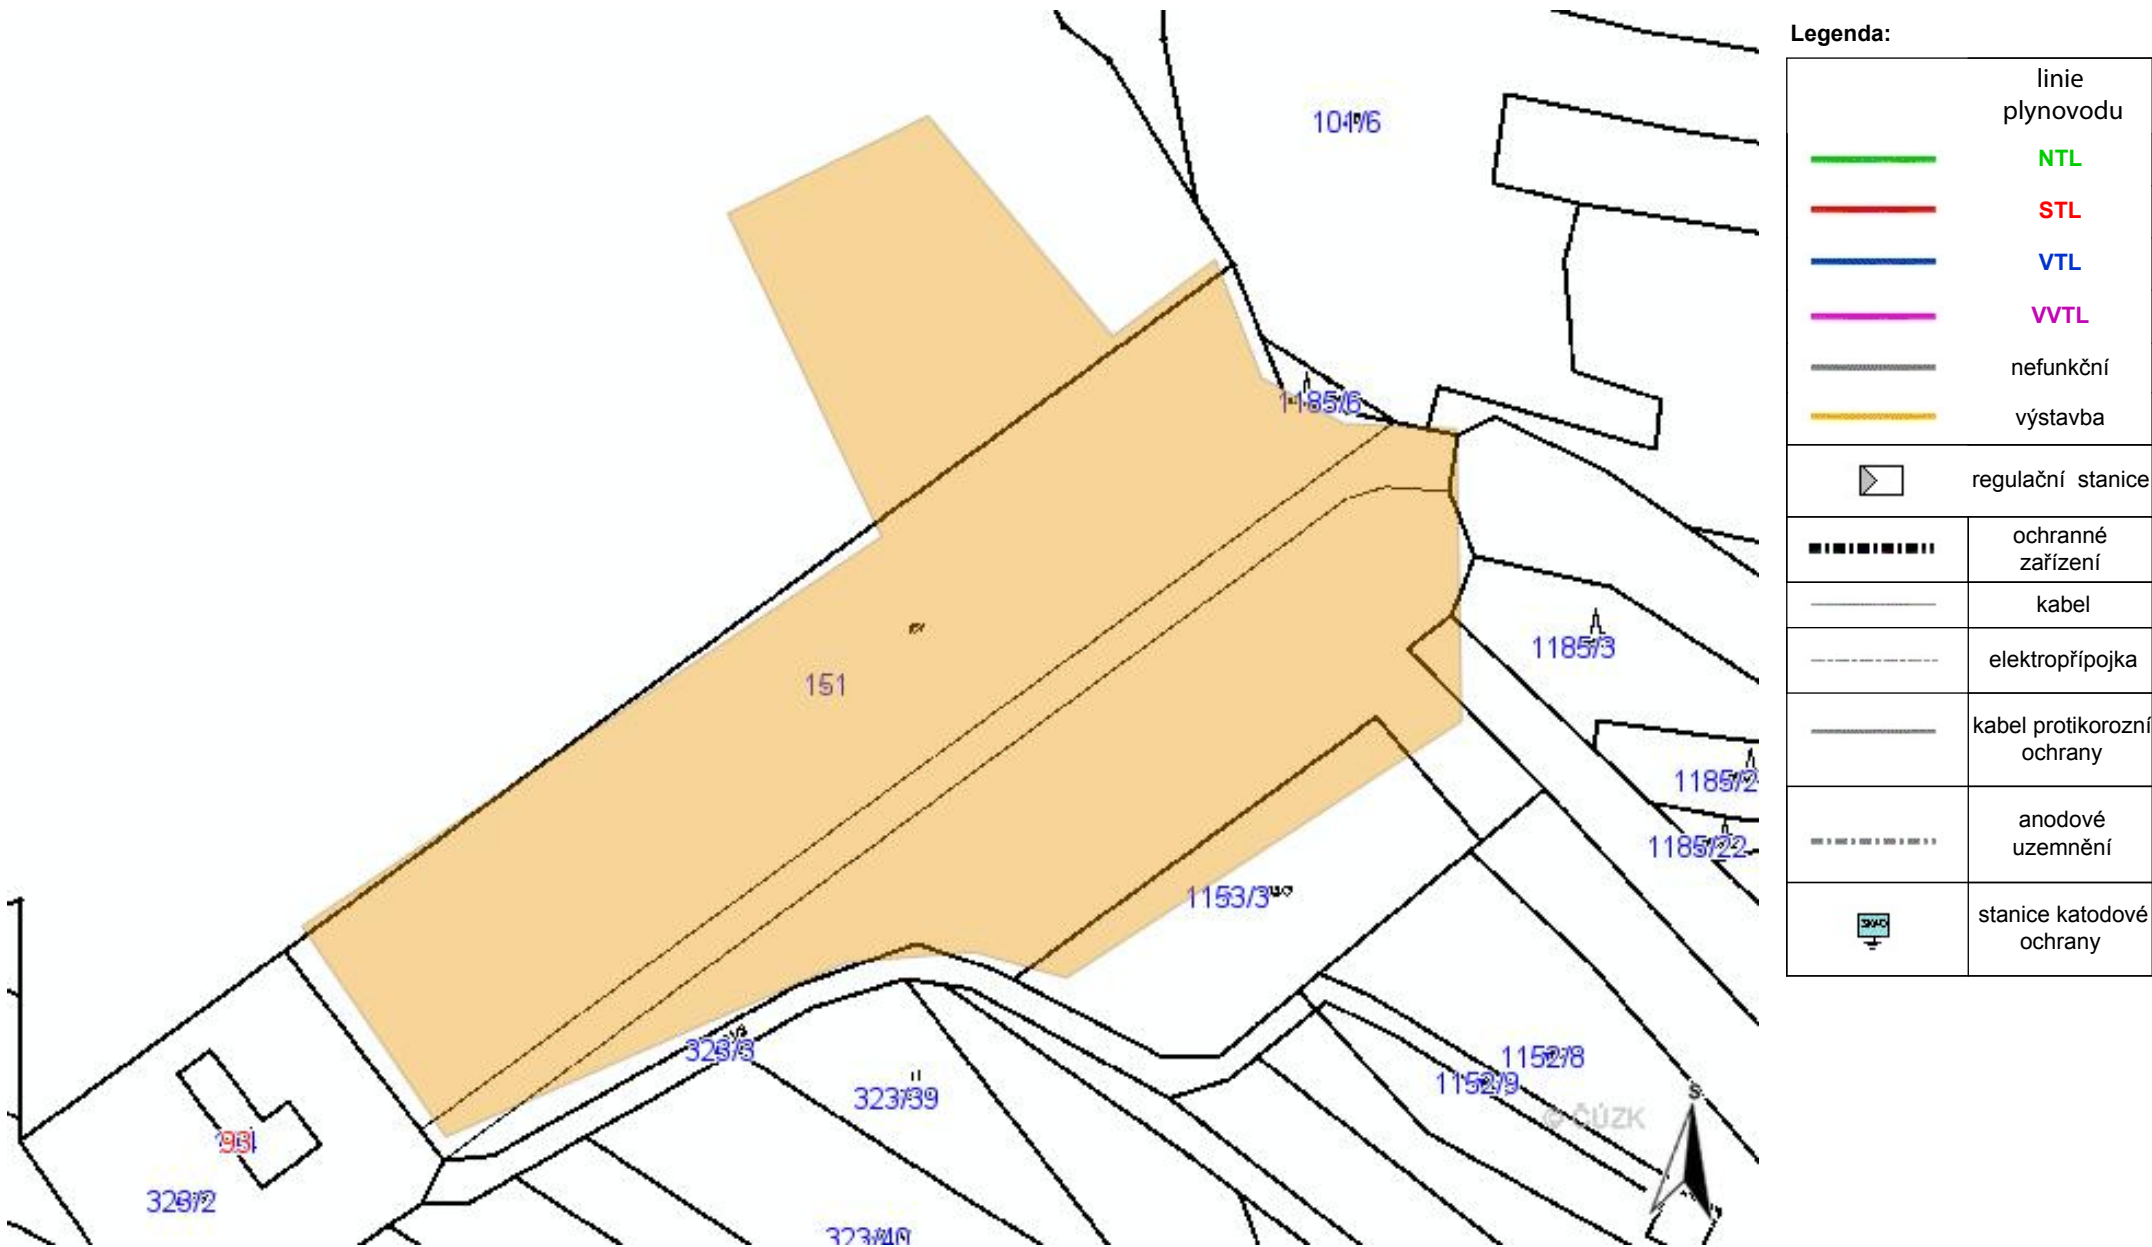 Legenda:
linie
plynovodu
NTL
STL
VTL
VVTL
nefunkční
výstavba
regulační stanice
ochranné
zařízení
kabel
elektropřípojka
kabel protikorozní
ochrany
anodové
uzemnění
stanice katodové
ochrany
1185/6
151
1185/3
1185/2
1185/22
1153/3
323/3
323/39
1152/8
1152/9
© ČÚZK
S
93
323/2
323/40